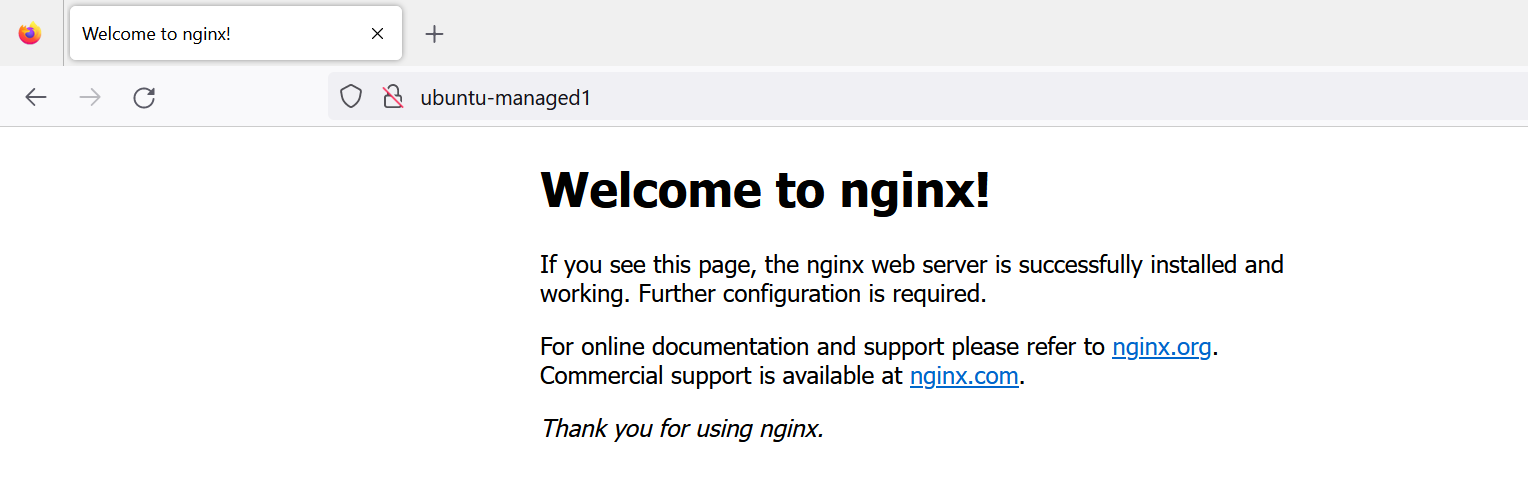 Welcome to nginx!
ubuntu-managed1
Welcome to nginx!
If you see this page, the nginx web server is successfully installed and
working. Further configuration is required.
For online documentation and support please refer to nginx.org.
Commercial support is available at nginx.com.
Thank you for using nginx.